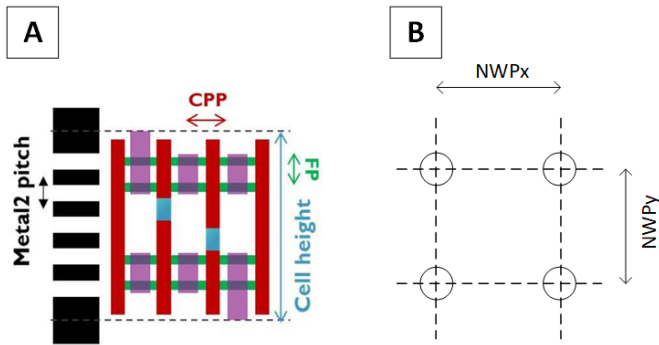 A
B
NWPx
CPP
Metal2 pitch
FP
Cell height
NWPy